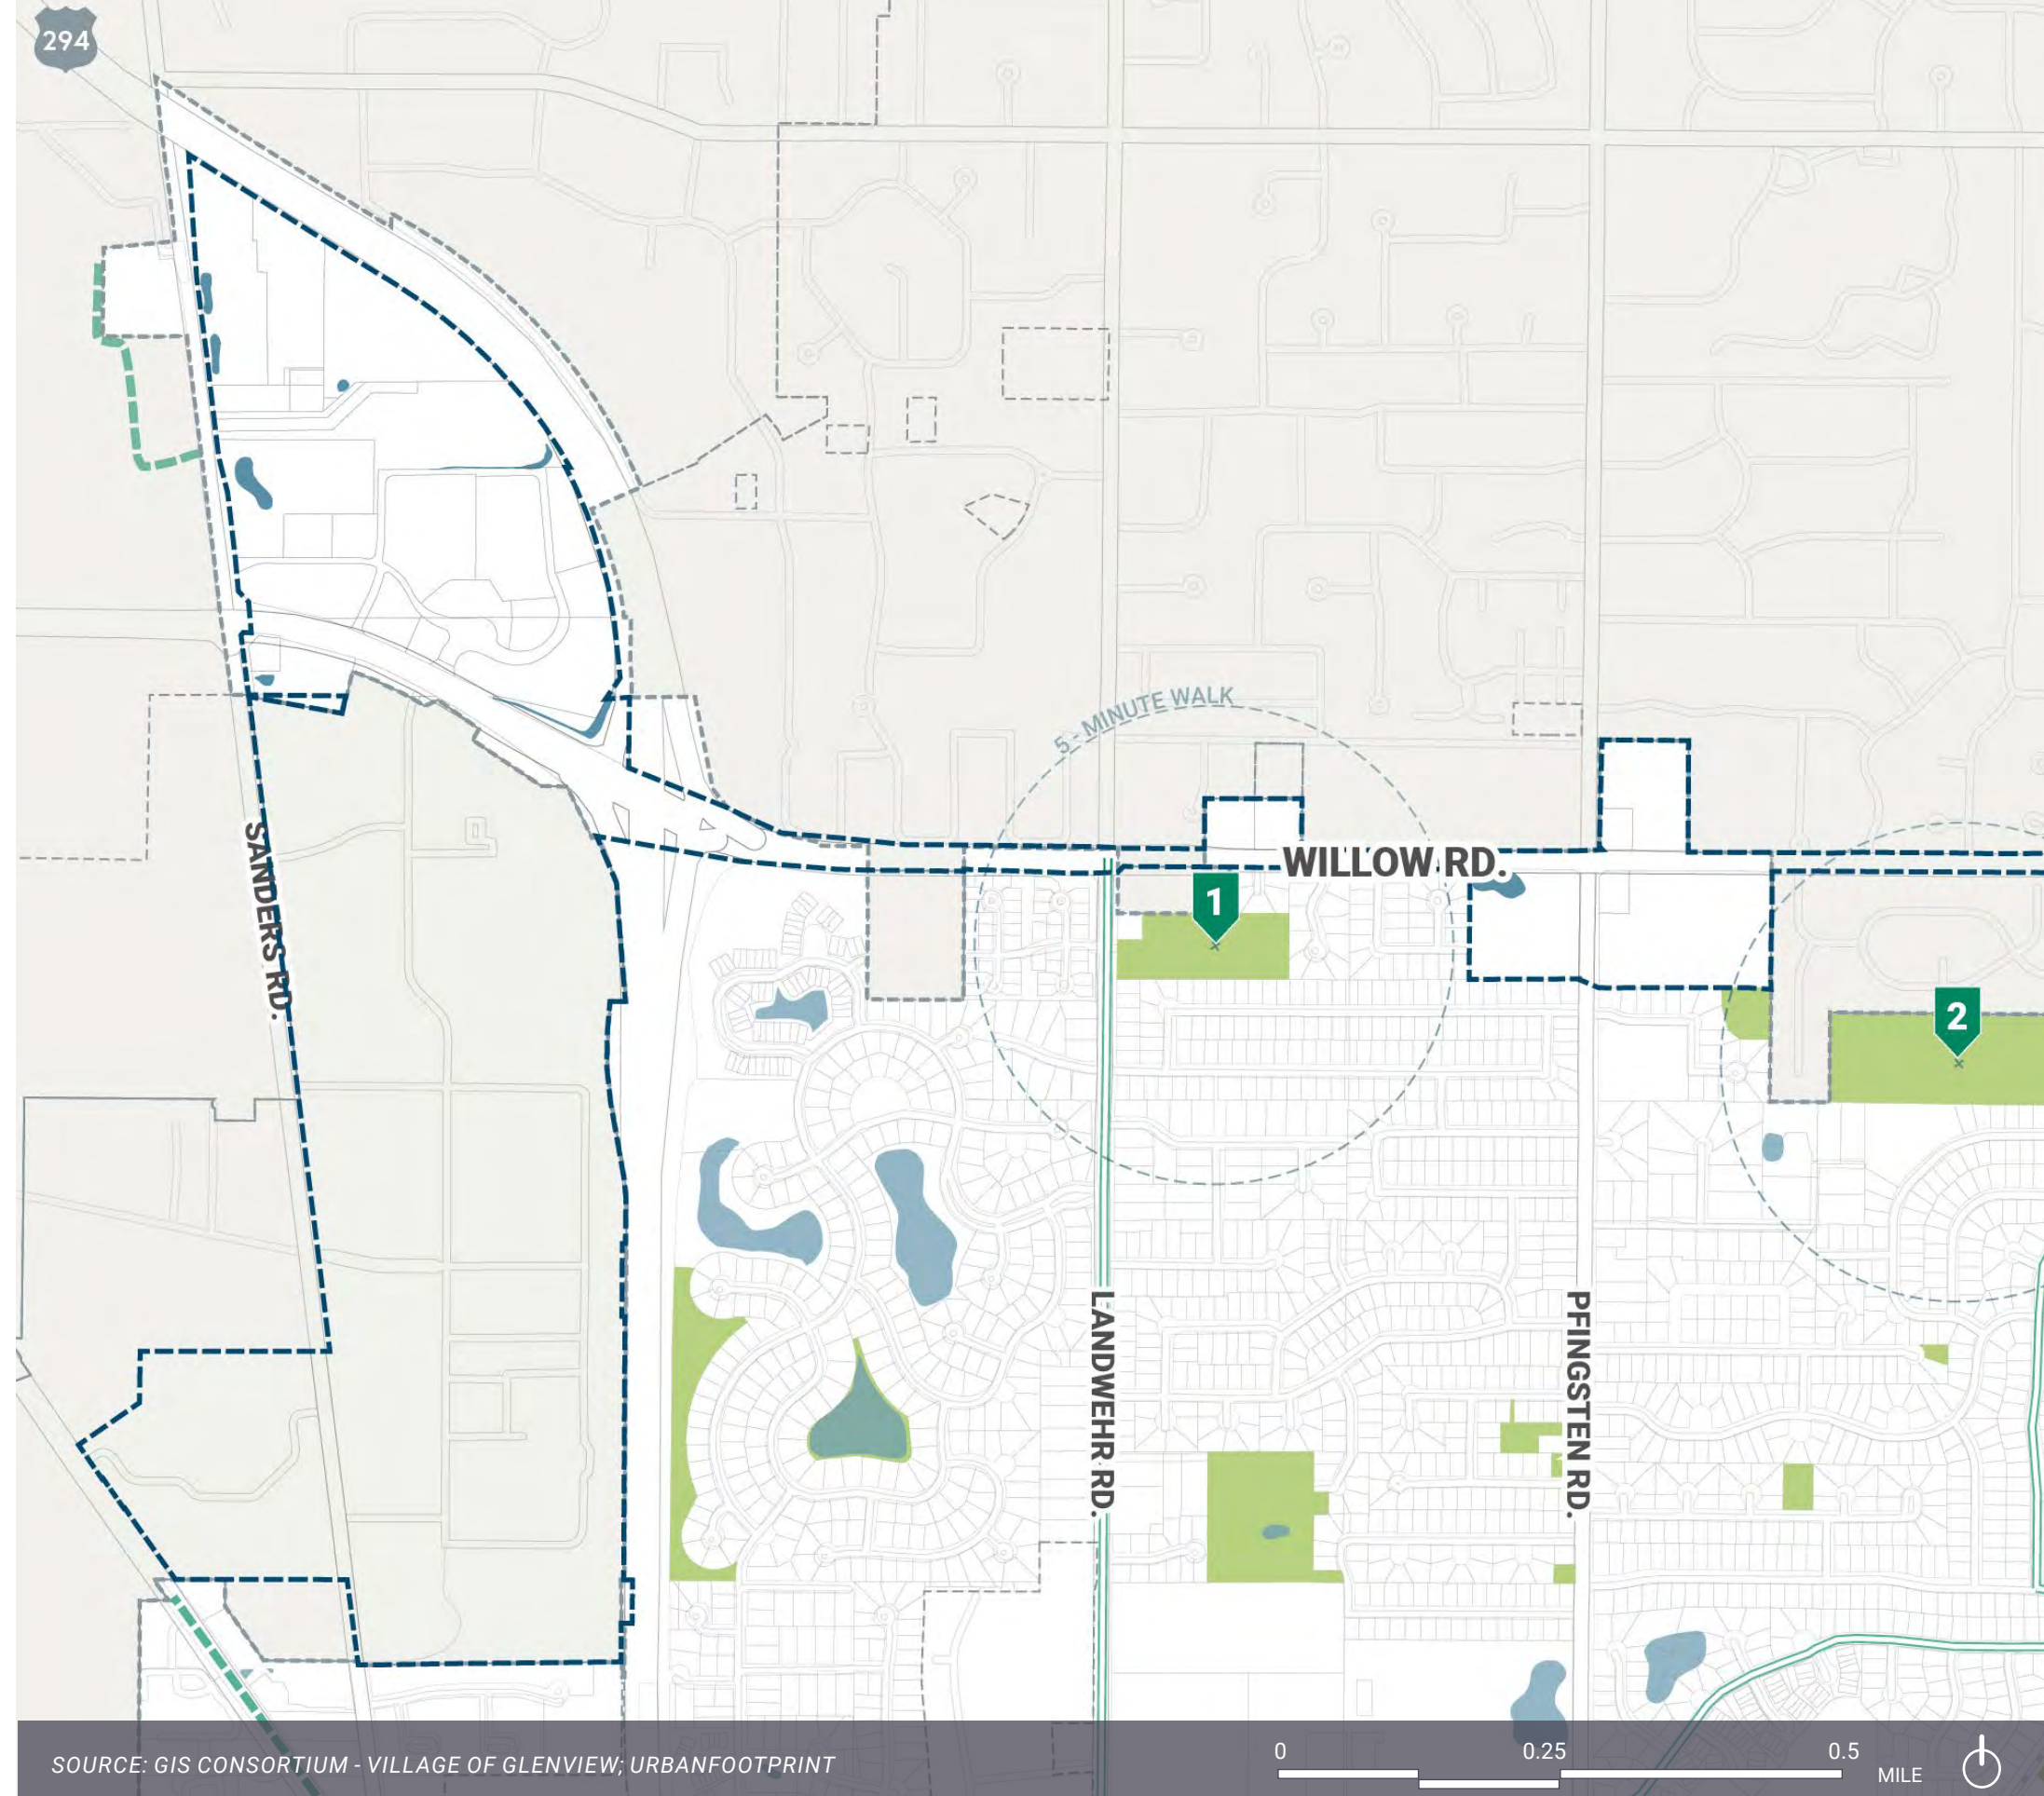 294
5 - MINUTE WALK
WILLOW RD.
1
SANDERS RD.
2
LANDWEHR RD.
PFINGSTEN RD.
SOURCE: GIS CONSORTIUM - VILLAGE OF GLENVIEW; URBANFOOTPRINT
0 0.25 0.5
MILE